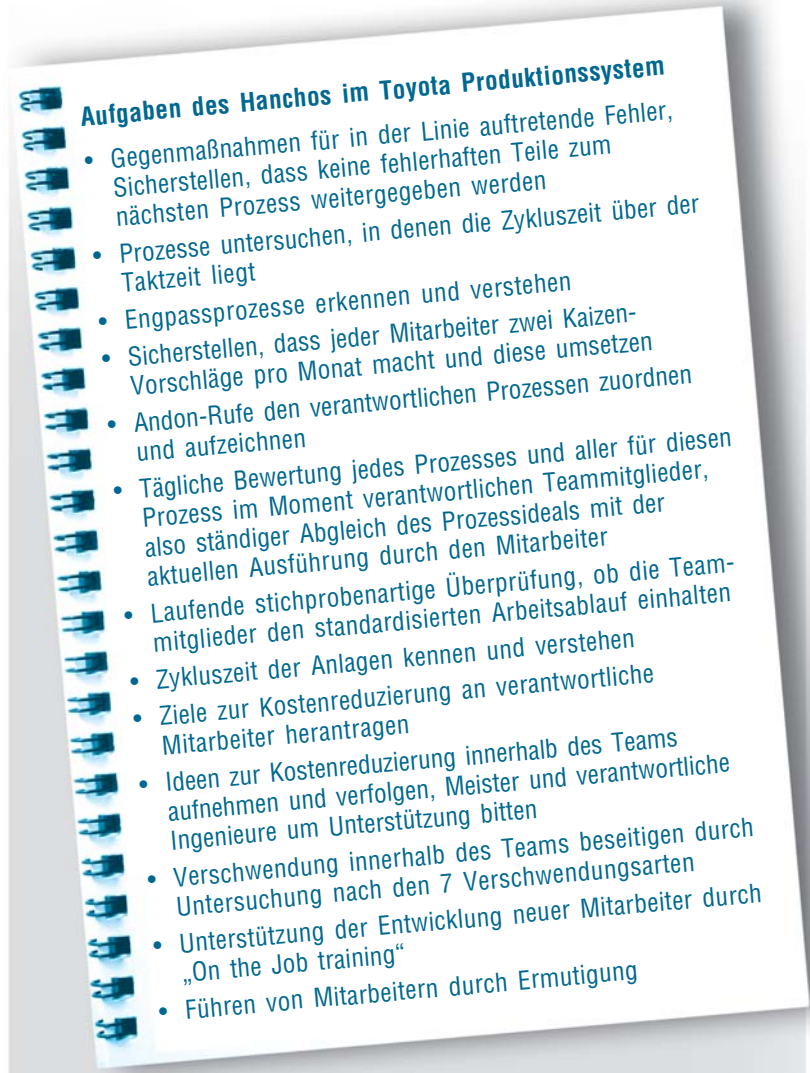 Aufgaben des Hanchos im Toyota Produktionssystem
• Gegenmaßnahmen für in der Linie auftretende Fehler,
Sicherstellen, dass keine fehlerhaften Teile zum
nächsten Prozess weitergegeben werden
• Prozesse untersuchen, in denen die Zykluszeit über der
Taktzeit liegt
• Engpassprozesse erkennen und verstehen
• Sicherstellen, dass jeder Mitarbeiter zwei Kaizen-
Vorschläge pro Monat macht und diese umsetzen
• Andon-Rufe den verantwortlichen Prozessen zuordnen
und aufzeichnen
• Tägliche Bewertung jedes Prozesses und aller für diesen
Prozess im Moment verantwortlichen Teammitglieder,
also ständiger Abgleich des Prozessideals mit der
aktuellen Ausführung durch den Mitarbeiter
• Laufende stichprobenartige Überprüfung, ob die Team-
mitglieder den standardisierten Arbeitsablauf einhalten
• Zykluszeit der Anlagen kennen und verstehen
• Ziele zur Kostenreduzierung an verantwortliche
Mitarbeiter herantragen
• Ideen zur Kostenreduzierung innerhalb des Teams
aufnehmen und verfolgen, Meister und verantwortliche
Ingenieure um Unterstützung bitten
• Verschwendung innerhalb des Teams beseitigen durch
Untersuchung nach den 7 Verschwendungsarten
• Unterstützung der Entwicklung neuer Mitarbeiter durch
„On the Job training“
• Führen von Mitarbeitern durch Ermutigung